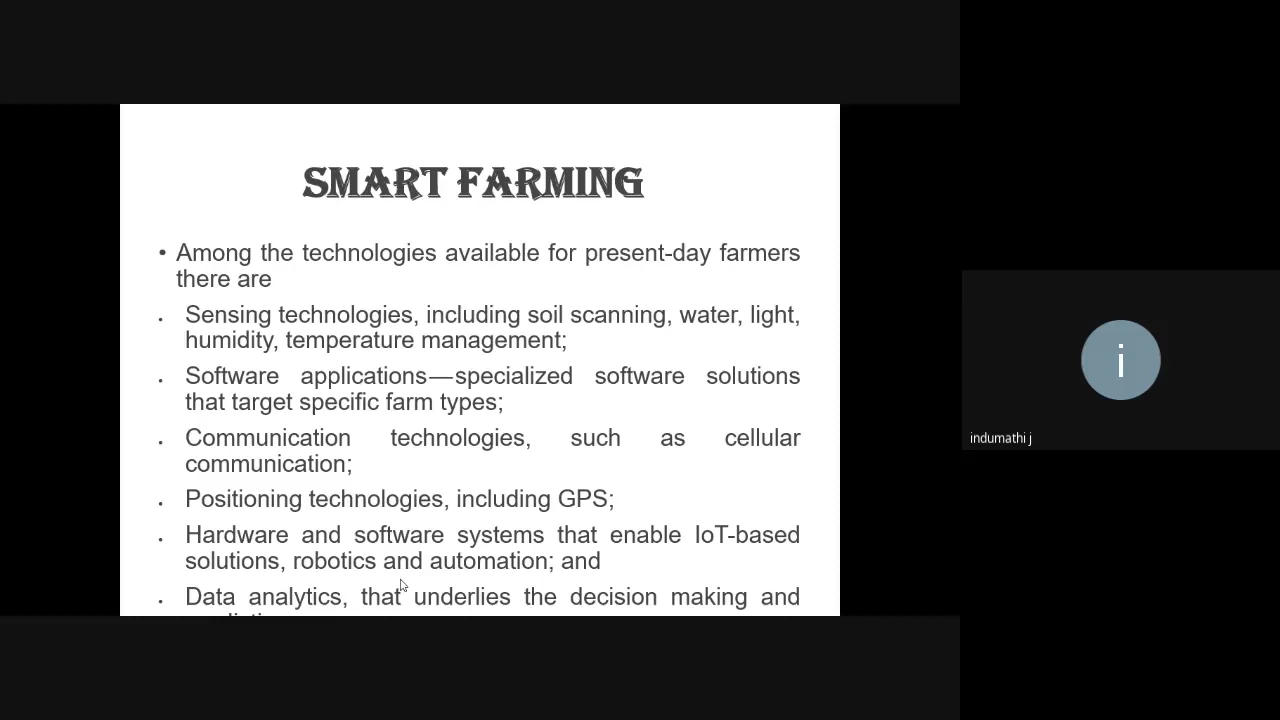 SMART FARMING
• Among the technologies available for present-day farmers
there are
• Sensing technologies, including soil scanning, water, light,
humidity, temperature management;
• Software applications—specialized software solutions
that target specific farm types;
• Communication technologies, such as cellular
communication;
• Positioning technologies, including GPS;
• Hardware and software systems that enable IoT-based
solutions, robotics and automation; and
• Data analytics, that underlies the decision making and
i
indumathi j